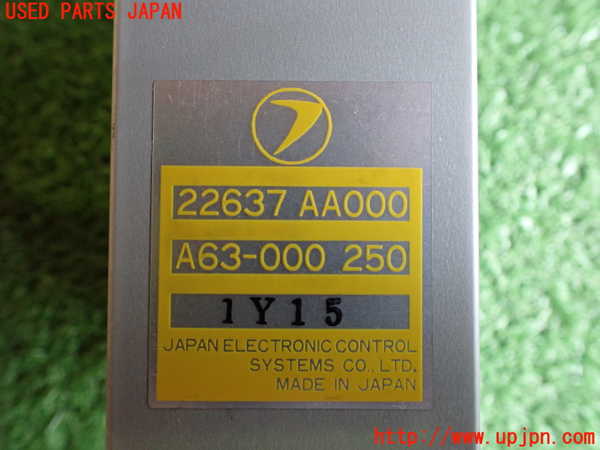 USED PARTS JAPAN
22637 AA000
A63-000 250
1Y15
JAPAN ELECTRONIC CONTROL
SYSTEMS CO., LTD.
MADE IN JAPAN
http://www.upjpn.com